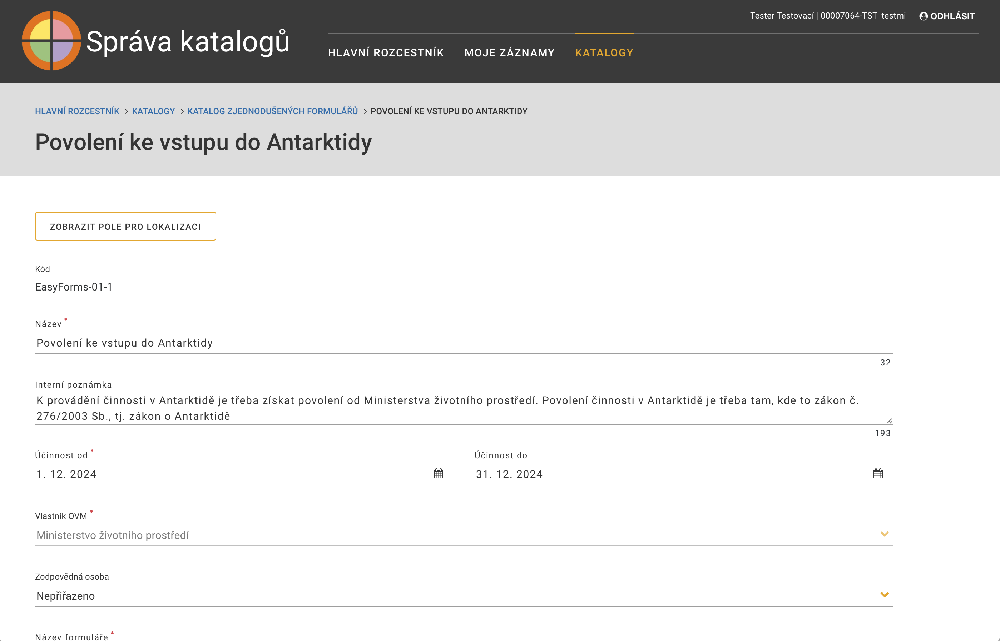 Tester Testovací | 00007064-TST_testmi ODHLÁSIT
Správa katalogů
HLAVNÍ ROZCESTNÍK MOJE ZÁZNAMY KATALOGY
HLAVNÍ ROZCESTNÍK > KATALOGY > KATALOG ZJEDNODUŠENÝCH FORMULÁŘŮ > POVOLENÍ KE VSTUPU DO ANTARKTIDY
Povolení ke vstupu do Antarktidy
ZOBRAZIT POLE PRO LOKALIZACI
Kód
EasyForms-01-1
Název *
Povolení ke vstupu do Antarktidy
32
Interní poznámka
K provádění činnosti v Antarktidě je třeba získat povolení od Ministerstva životního prostředí. Povolení činnosti v Antarktidě je třeba tam, kde to zákon č.
276/2003 Sb., tj. zákon o Antarktidě
193
Účinnost od * Účinnost do
1. 12. 2024 31. 12. 2024
Vlastník OVM *
Ministerstvo životního prostředí
Zodpovědná osoba
Nepřiřazeno
Název formuláře *